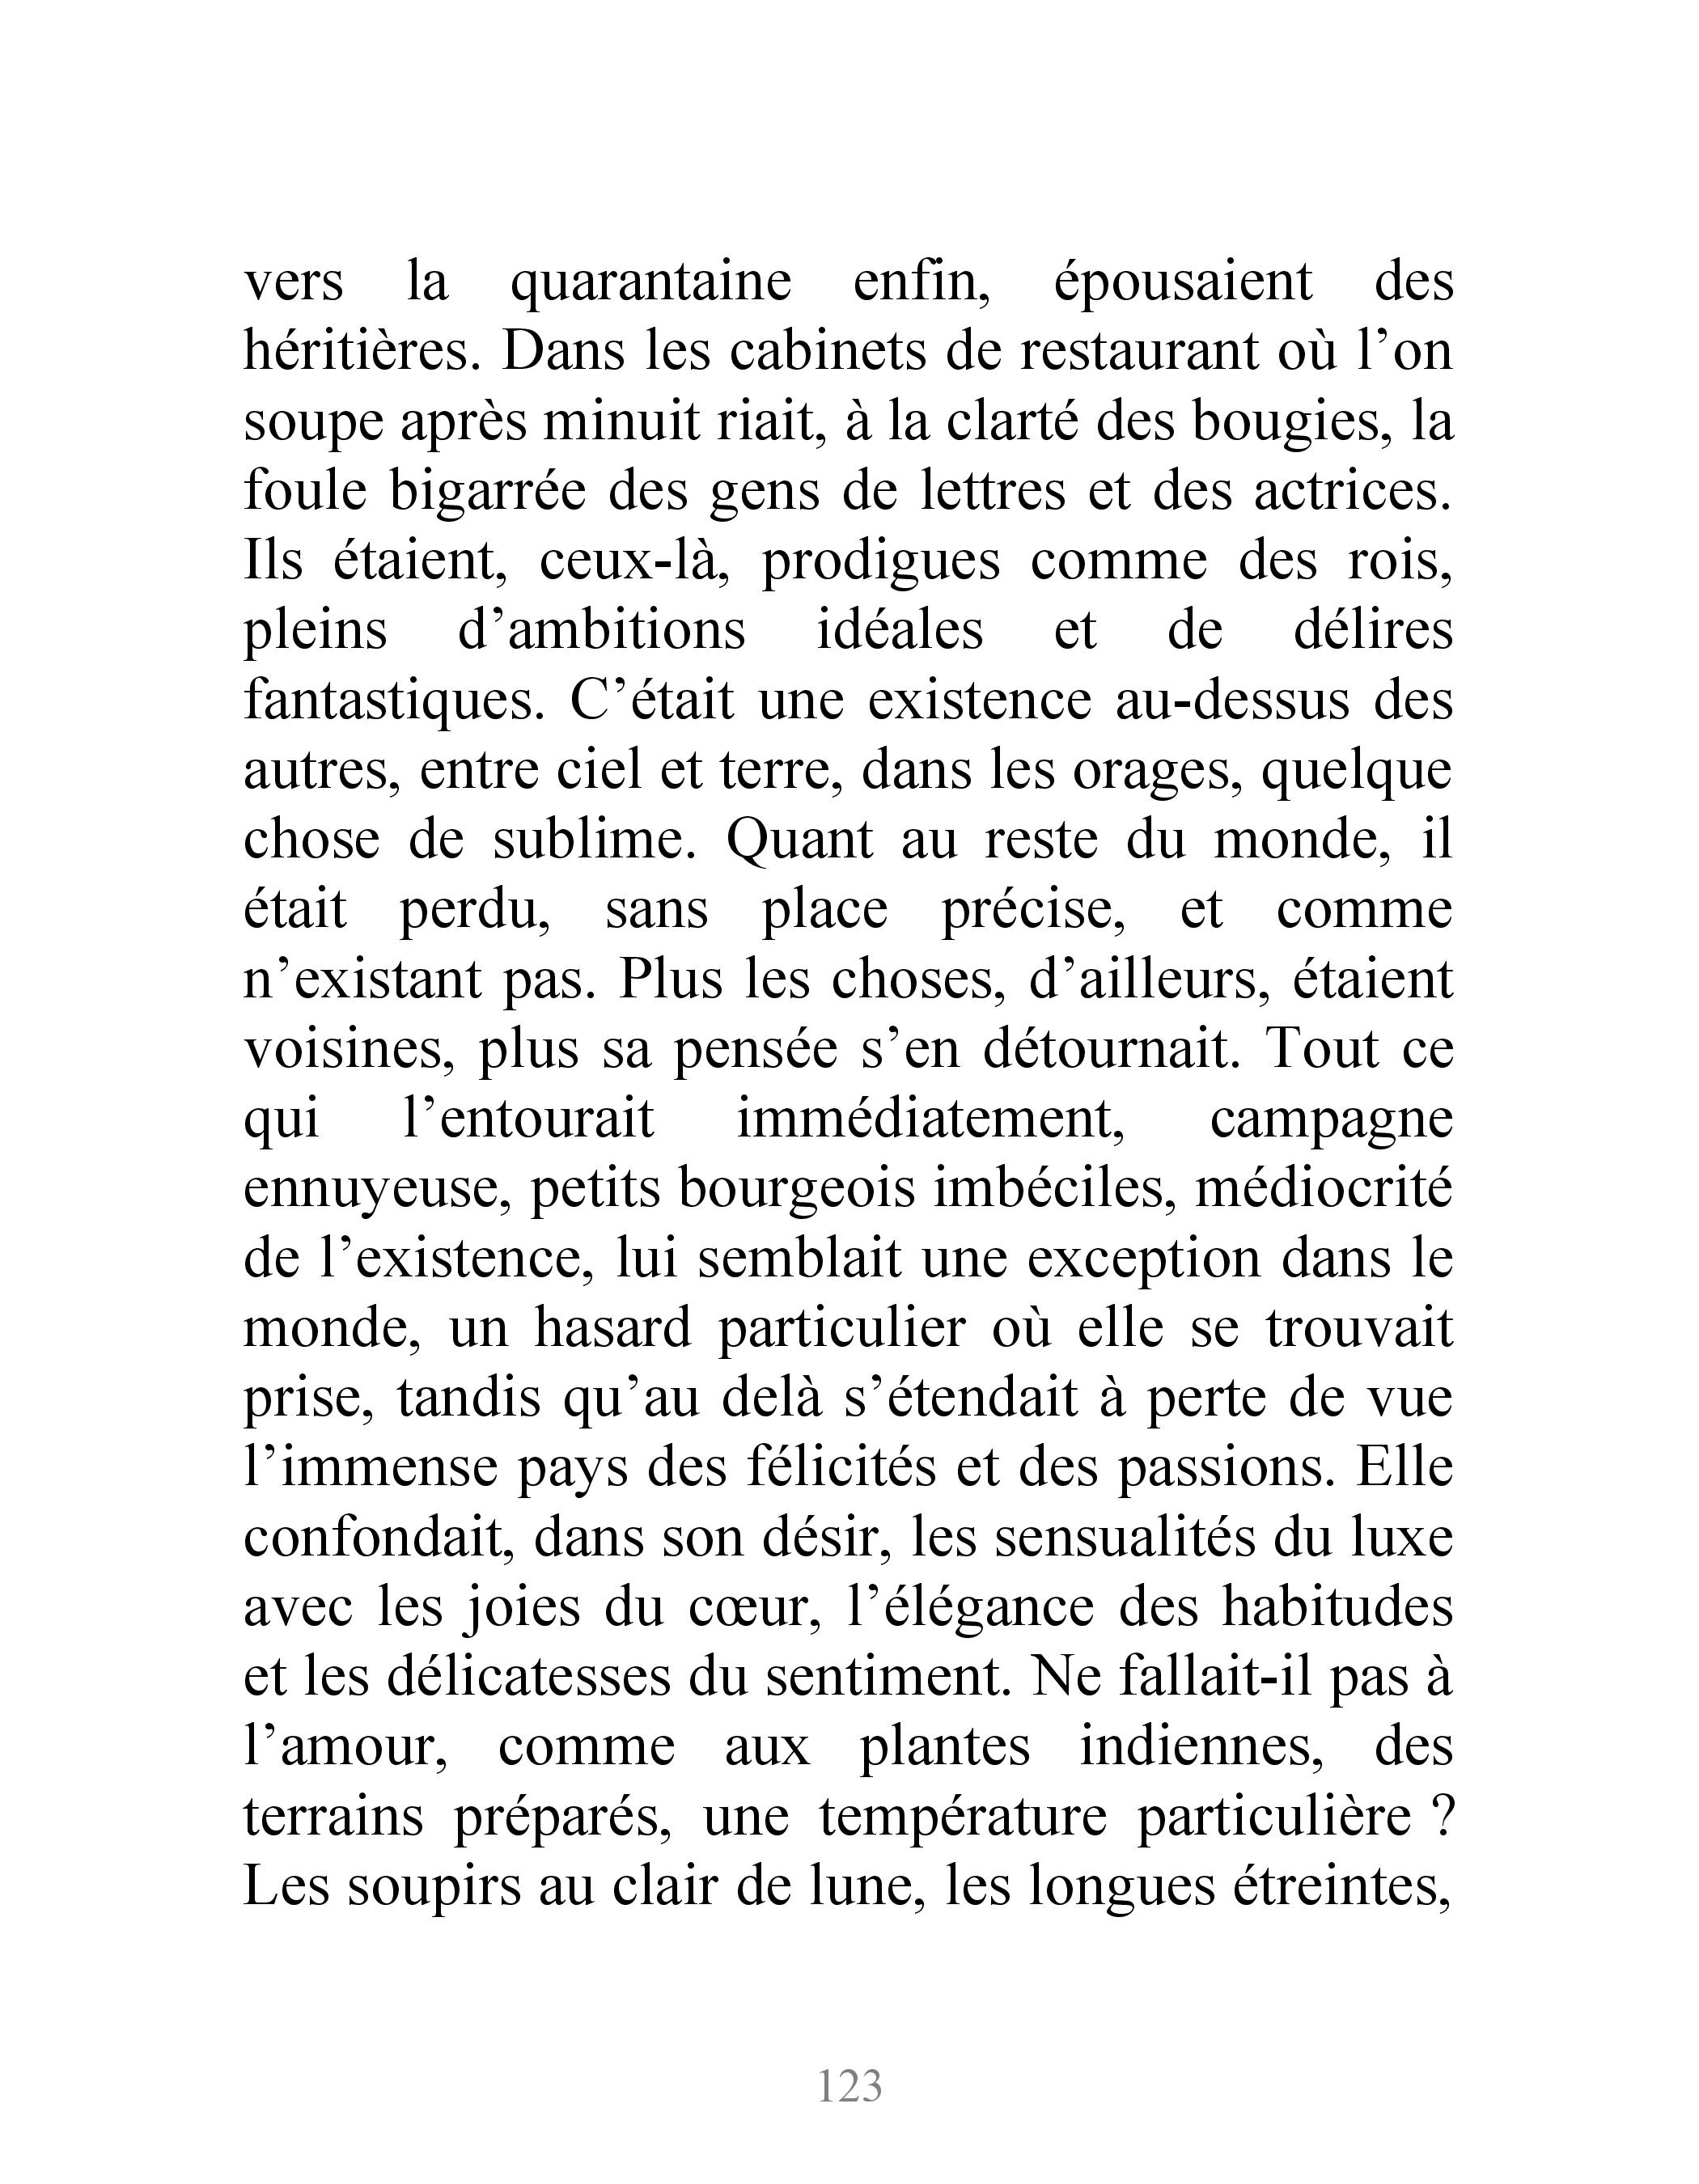 vers la quarantaine enfin, épousaient des
héritières. Dans les cabinets de restaurant où l’on
soupe après minuit riait, à la clarté des bougies, la
foule bigarrée des gens de lettres et des actrices.
Ils étaient, ceux-là, prodigues comme des rois,
pleins d’ambitions idéales et de délires
fantastiques. C’était une existence au-dessus des
autres, entre ciel et terre, dans les orages, quelque
chose de sublime. Quant au reste du monde, il
était perdu, sans place précise, et comme
n’existant pas. Plus les choses, d’ailleurs, étaient
voisines, plus sa pensée s’en détournait. Tout ce
qui l’entourait immédiatement, campagne
ennuyeuse, petits bourgeois imbéciles, médiocrité
de l’existence, lui semblait une exception dans le
monde, un hasard particulier où elle se trouvait
prise, tandis qu’au delà s’étendait à perte de vue
l’immense pays des félicités et des passions. Elle
confondait, dans son désir, les sensualités du luxe
avec les joies du cœur, l’élégance des habitudes
et les délicatesses du sentiment. Ne fallait-il pas à
l’amour, comme aux plantes indiennes, des
terrains préparés, une température particulière ?
Les soupirs au clair de lune, les longues étreintes,
123